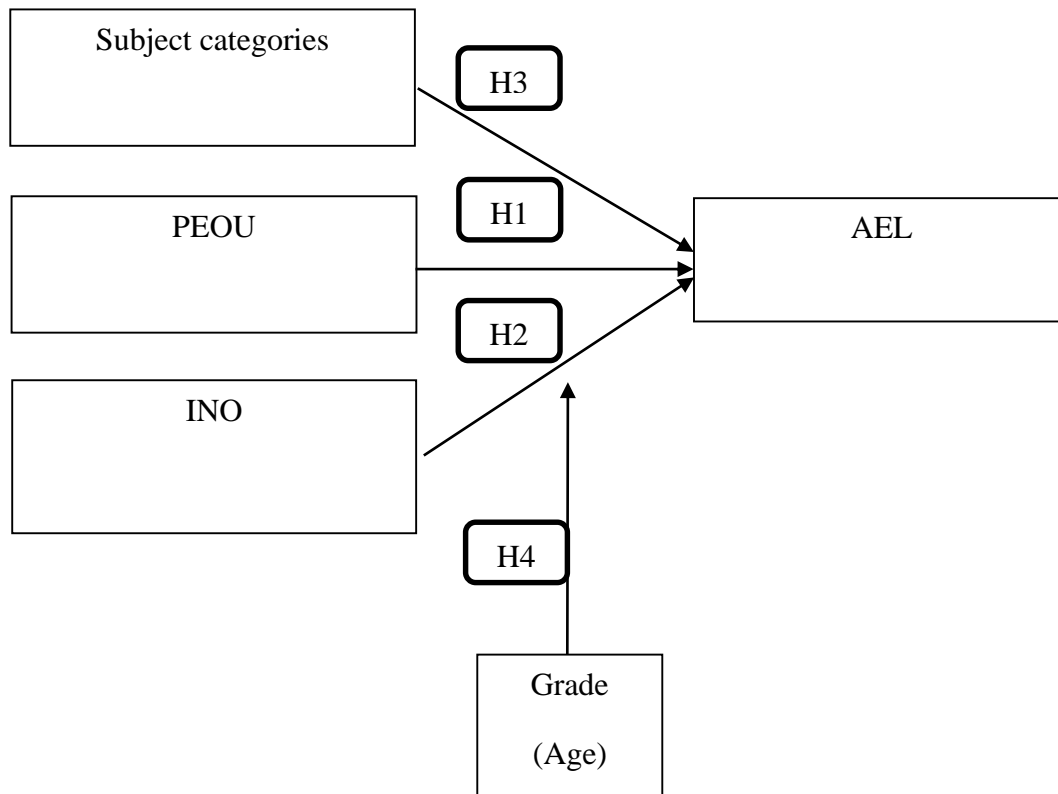 Subject categories
H3
H1
PEOU
AEL
H2
INO
H4
Grade
(Age)